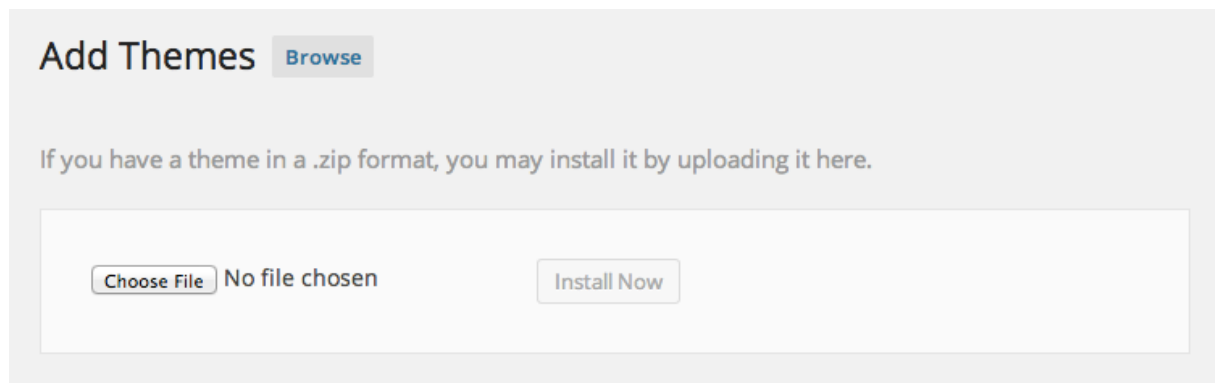 Add Themes Browse
If you have a theme in a .zip format, you may install it by uploading it here.
Choose File No file chosen Install Now